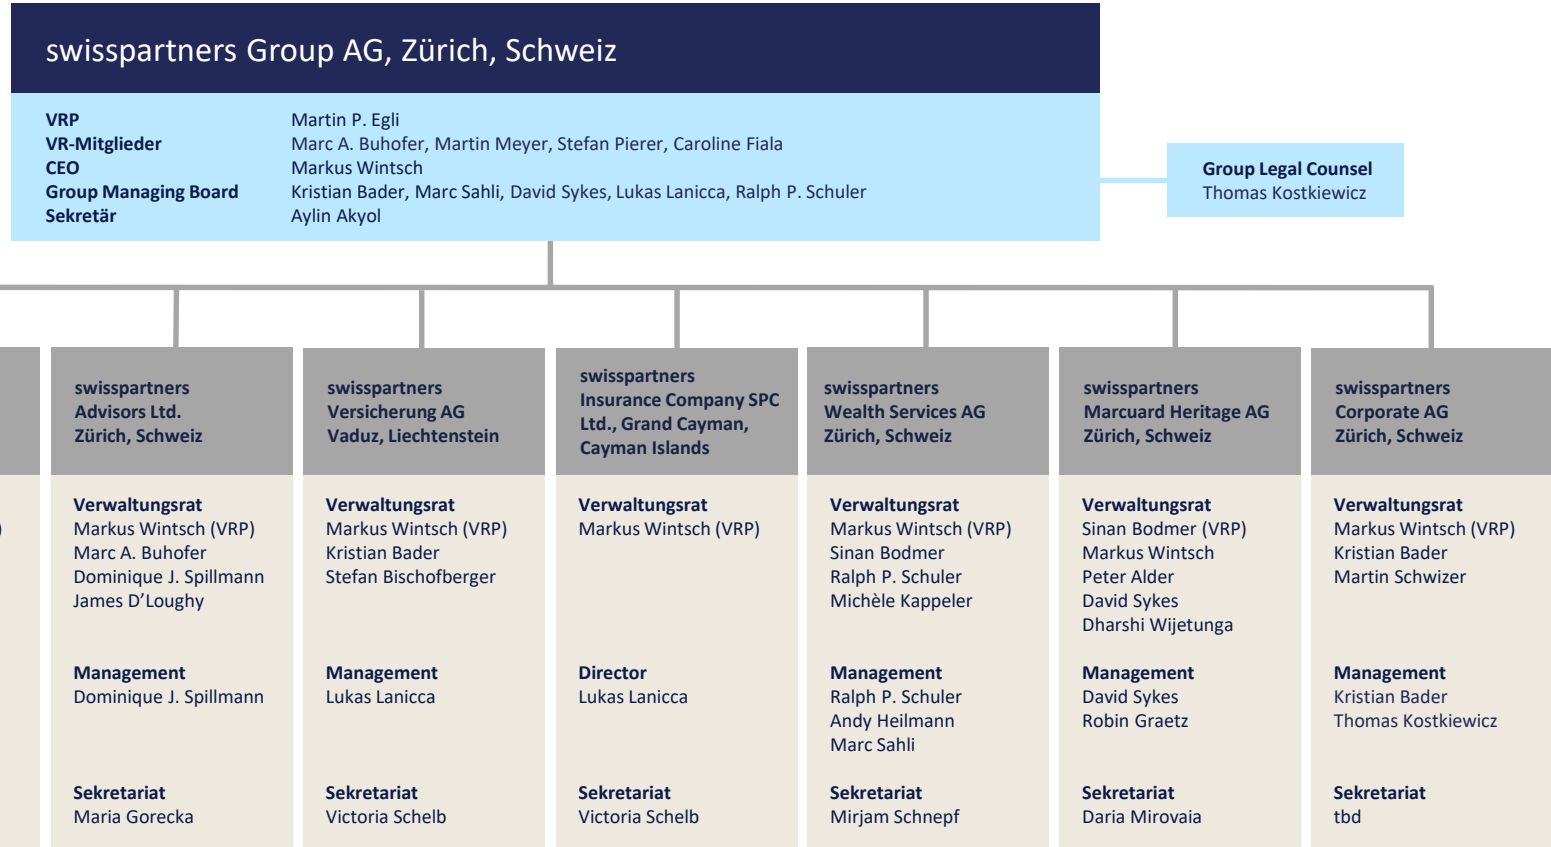 swisspartners Group AG, Zürich, Schweiz
VRP Martin P. Egli
VR-Mitglieder Marc A. Buhofer, Martin Meyer, Stefan Pierer, Caroline Fiala
CEO Markus Wintsch
Group Managing Board Kristian Bader, Marc Sahli, David Sykes, Lukas Lanicca, Ralph P. Schuler
Sekretär Aylin Akyol
Group Legal Counsel
Thomas Kostkiewicz
)
swisspartners
Advisors Ltd.
Zürich, Schweiz
Verwaltungsrat
Markus Wintsch (VRP)
Marc A. Buhofer
Dominique J. Spillmann
James D’Loughy
Management
Dominique J. Spillmann
Sekretariat
Maria Gorecka
swisspartners
Versicherung AG
Vaduz, Liechtenstein
Verwaltungsrat
Markus Wintsch (VRP)
Kristian Bader
Stefan Bischofberger
Management
Lukas Lanicca
Sekretariat
Victoria Schelb
swisspartners
Insurance Company SPC
Ltd., Grand Cayman,
Cayman Islands
Verwaltungsrat
Markus Wintsch (VRP)
Director
Lukas Lanicca
Sekretariat
Victoria Schelb
swisspartners
Wealth Services AG
Zürich, Schweiz
Verwaltungsrat
Markus Wintsch (VRP)
Sinan Bodmer
Ralph P. Schuler
Michèle Kappeler
Management
Ralph P. Schuler
Andy Heilmann
Marc Sahli
Sekretariat
Mirjam Schnepf
swisspartners
Marcuard Heritage AG
Zürich, Schweiz
Verwaltungsrat
Sinan Bodmer (VRP)
Markus Wintsch
Peter Alder
David Sykes
Dharshi Wijetunga
Management
David Sykes
Robin Graetz
Sekretariat
Daria Mirovaia
swisspartners
Corporate AG
Zürich, Schweiz
Verwaltungsrat
Markus Wintsch (VRP)
Kristian Bader
Martin Schwizer
Management
Kristian Bader
Thomas Kostkiewicz
Sekretariat
tbd